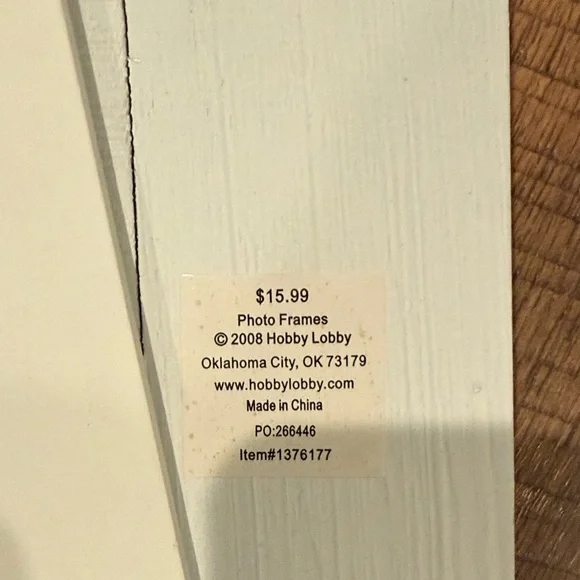 $15.99
Photo Frames
© 2008 Hobby Lobby
Oklahoma City, OK 73179
www.hobbylobby.com
Made in China
PO:266446
Item#1376177